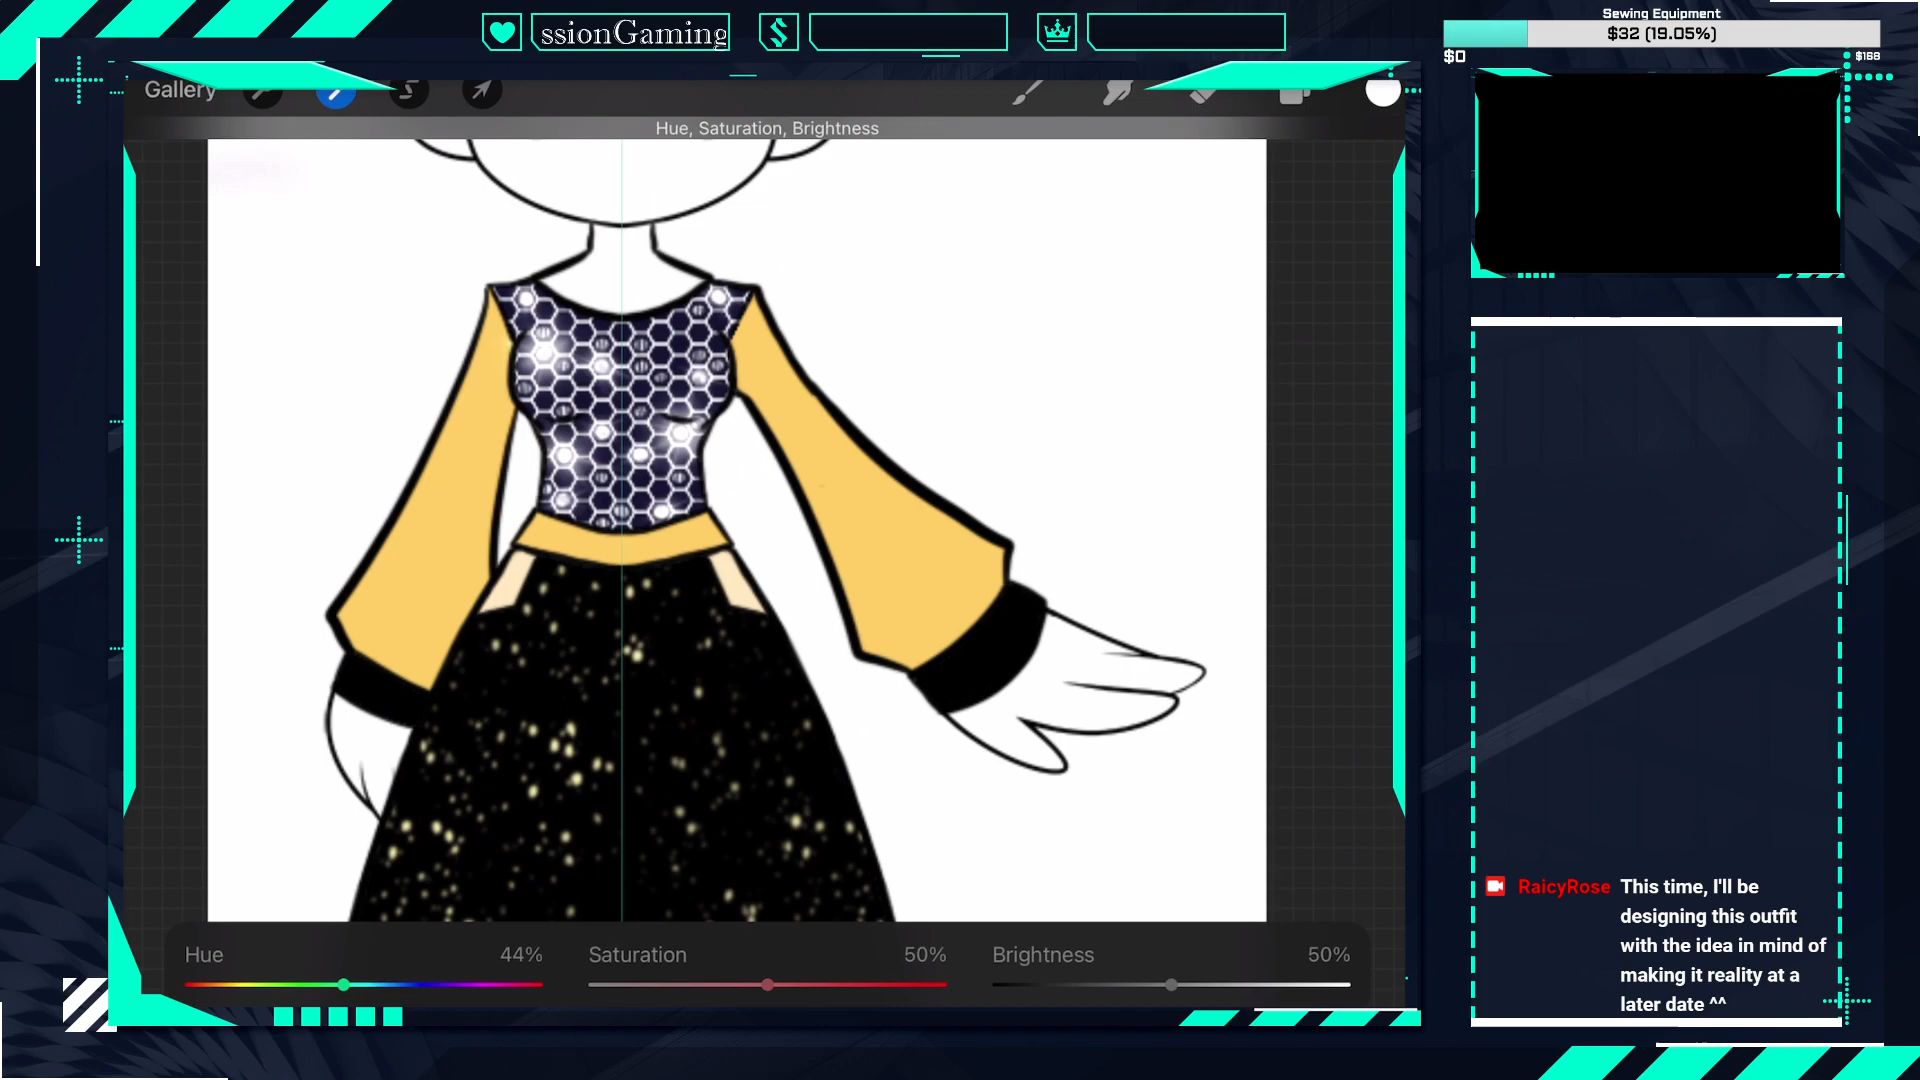 ssionGaming
Sewing Equipment
$32 (19.05%)
$0
$168
Gallery
Hue, Saturation, Brightness
Hue 44%
Saturation 50%
Brightness 50%
RaicyRose This time, I'll be
designing this outfit
with the idea in mind of
making it reality at a
later date ^^